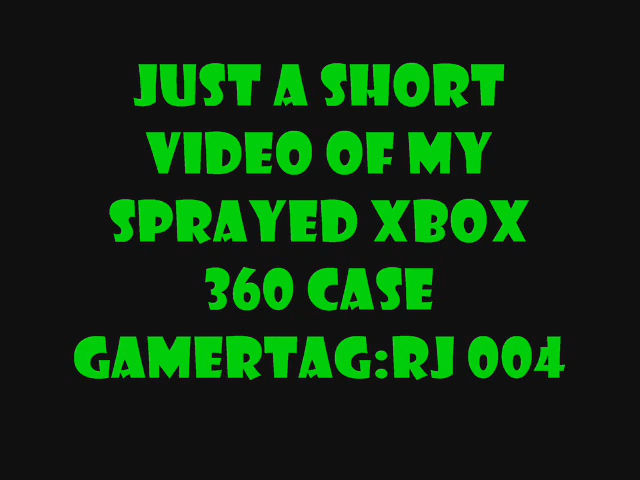 JUST A SHORT
VIDEO OF MY
SPRAYED XBOX
360 CASE
GAMERTAG:RJ 004